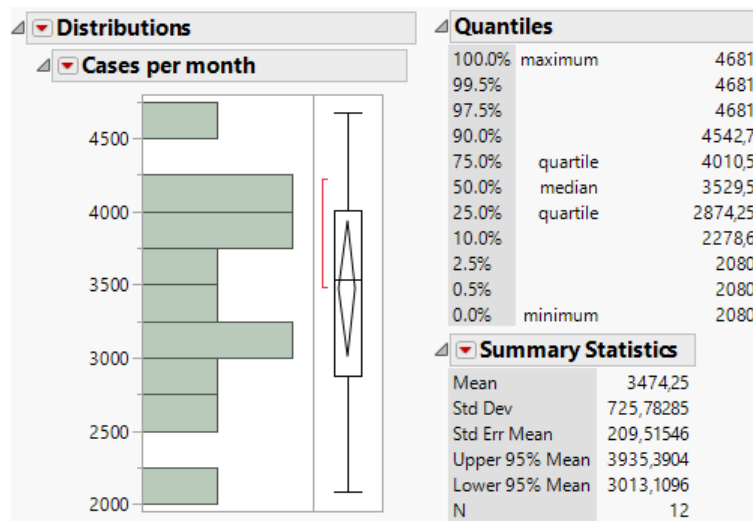 Distributions
Cases per month
4500
4000
3500
3000
2500
2000
Quantiles
100.0% maximum 4681
99.5% 4681
97.5% 4681
90.0% 4542,7
75.0% quartile 4010,5
50.0% median 3529,5
25.0% quartile 2874,25
10.0% 2278,6
2.5% 2080
0.5% 2080
0.0% minimum 2080
Summary Statistics
Mean 3474,25
Std Dev 725,78285
Std Err Mean 209,51546
Upper 95% Mean 3935,3904
Lower 95% Mean 3013,1096
N 12